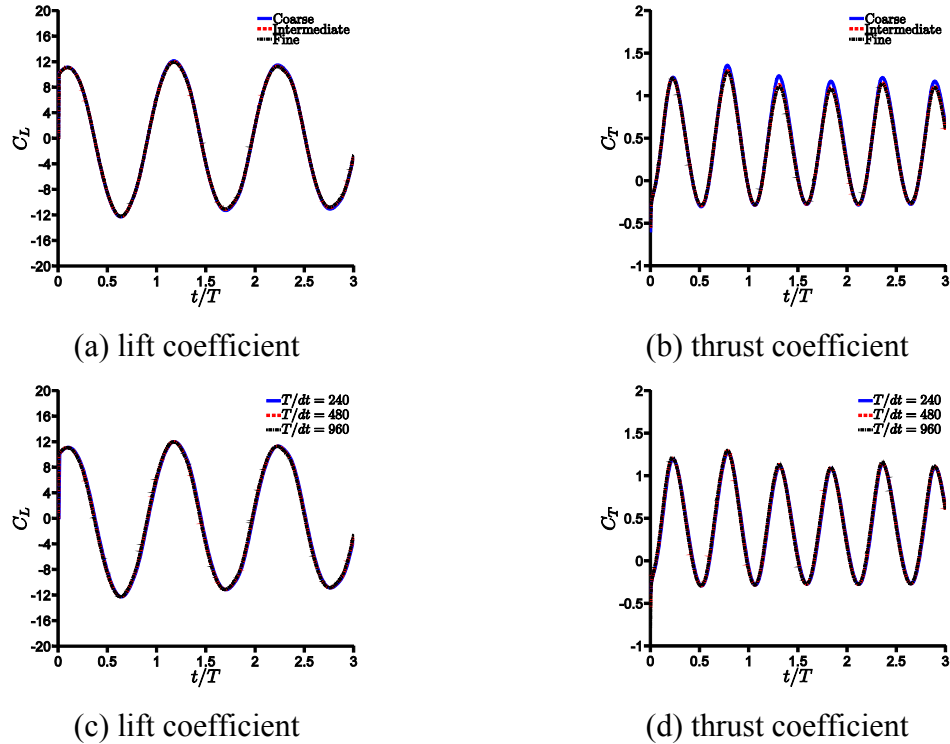 20
16
12
8
4
0
-4
-8
-12
-16
-20
C_L
0 0.5 1 1.5 2 2.5 3
t/T
Coarse
Intermediate
Fine
(a) lift coefficient
2
1.5
1
0.5
0
-0.5
-1
C_T
0 0.5 1 1.5 2 2.5 3
t/T
Coarse
Intermediate
Fine
(b) thrust coefficient
20
16
12
8
4
0
-4
-8
-12
-16
-20
C_L
0 0.5 1 1.5 2 2.5 3
t/T
T/dt = 240
T/dt = 480
T/dt = 960
(c) lift coefficient
2
1.5
1
0.5
0
-0.5
-1
C_T
0 0.5 1 1.5 2 2.5 3
t/T
T/dt = 240
T/dt = 480
T/dt = 960
(d) thrust coefficient